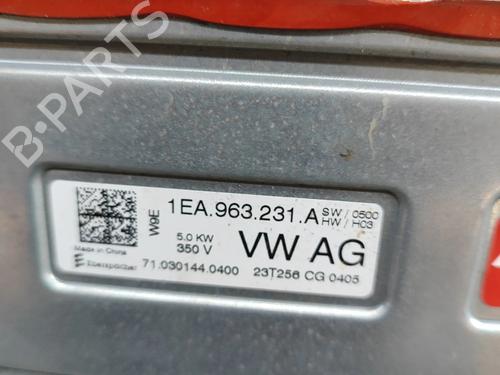 B-PARTS
W9E
1EA.963.231.A
SW / 0500
HW / H03
5.0 KW
350 V
VW AG
Made in China
Eberspächer
71.030144.0400
23T256 CG 0405